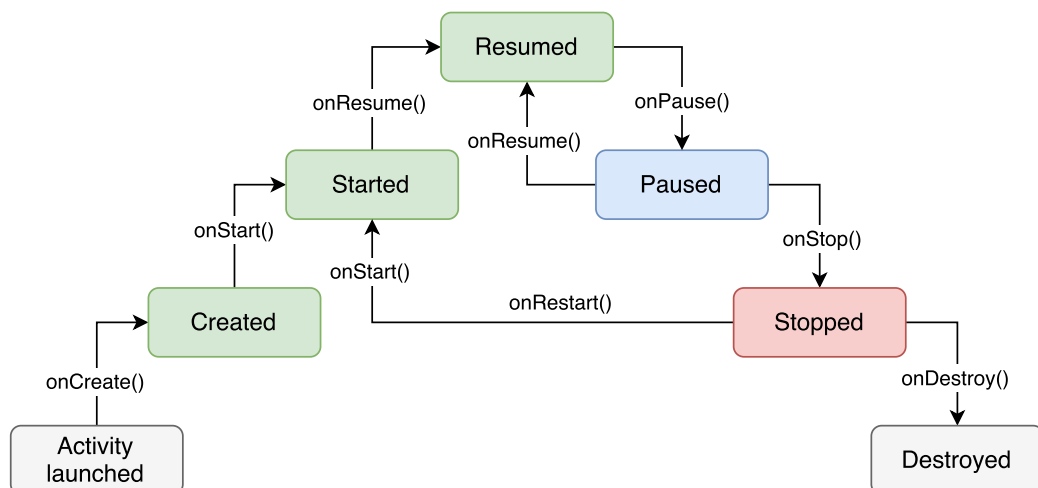 Resumed
onResume()
onPause()
onResume()
Started
Paused
onStart()
onStop()
onStart()
onRestart()
Created
Stopped
onCreate()
onDestroy()
Activity
launched
Destroyed